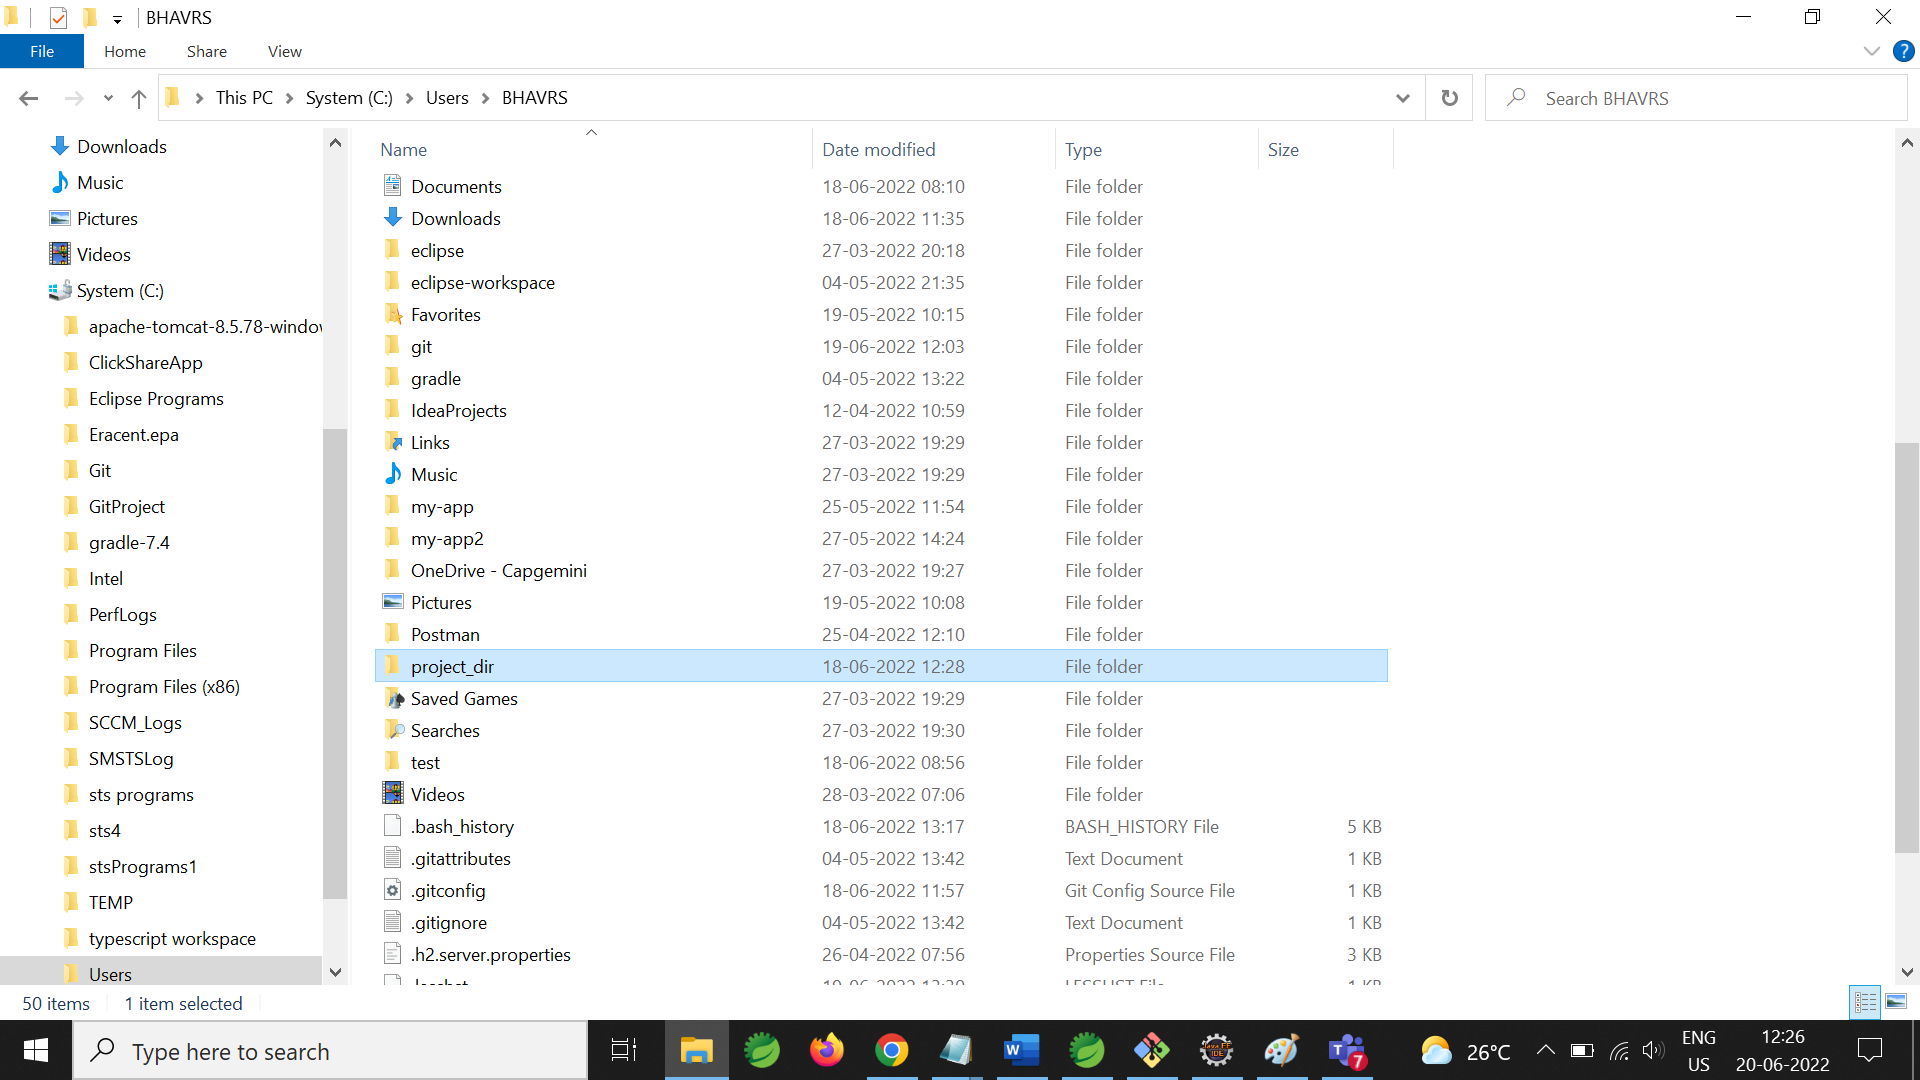 BHAVRS
File Home Share View
This PC System (C:) Users BHAVRS
Search BHAVRS
Downloads
Music
Pictures
Videos
System (C:)
apache-tomcat-8.5.78-windo
ClickShareApp
Eclipse Programs
Eracent.epa
Git
GitProject
gradle-7.4
Intel
PerfLogs
Program Files
Program Files (x86)
SCCM_Logs
SMSTSLog
sts programs
sts4
stsPrograms1
TEMP
typescript workspace
Users
Name Date modified Type Size
Documents 18-06-2022 08:10 File folder
Downloads 18-06-2022 11:35 File folder
eclipse 27-03-2022 20:18 File folder
eclipse-workspace 04-05-2022 21:35 File folder
Favorites 19-05-2022 10:15 File folder
git 19-06-2022 12:03 File folder
gradle 04-05-2022 13:22 File folder
IdeaProjects 12-04-2022 10:59 File folder
Links 27-03-2022 19:29 File folder
Music 27-03-2022 19:29 File folder
my-app 25-05-2022 11:54 File folder
my-app2 27-05-2022 14:24 File folder
OneDrive - Capgemini 27-03-2022 19:27 File folder
Pictures 19-05-2022 10:08 File folder
Postman 25-04-2022 12:10 File folder
project_dir 18-06-2022 12:28 File folder
Saved Games 27-03-2022 19:29 File folder
Searches 27-03-2022 19:30 File folder
test 18-06-2022 08:56 File folder
Videos 28-03-2022 07:06 File folder
.bash_history 18-06-2022 13:17 BASH_HISTORY File 5 KB
.gitattributes 04-05-2022 13:42 Text Document 1 KB
.gitconfig 18-06-2022 11:57 Git Config Source File 1 KB
.gitignore 04-05-2022 13:42 Text Document 1 KB
.h2.server.properties 26-04-2022 07:56 Properties Source File 3 KB
50 items 1 item selected
Type here to search
W
Java EE
IDE
T
7
26°C
ENG
US
12:26
20-06-2022